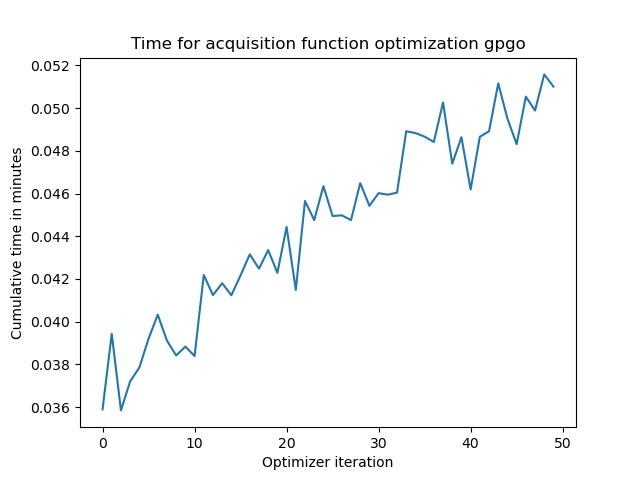 Time for acquisition function optimization gpgo
0.052
0.050
0.048
0.046
0.044
0.042
0.040
0.038
0.036
Cumulative time in minutes
0 10 20 30 40 50
Optimizer iteration